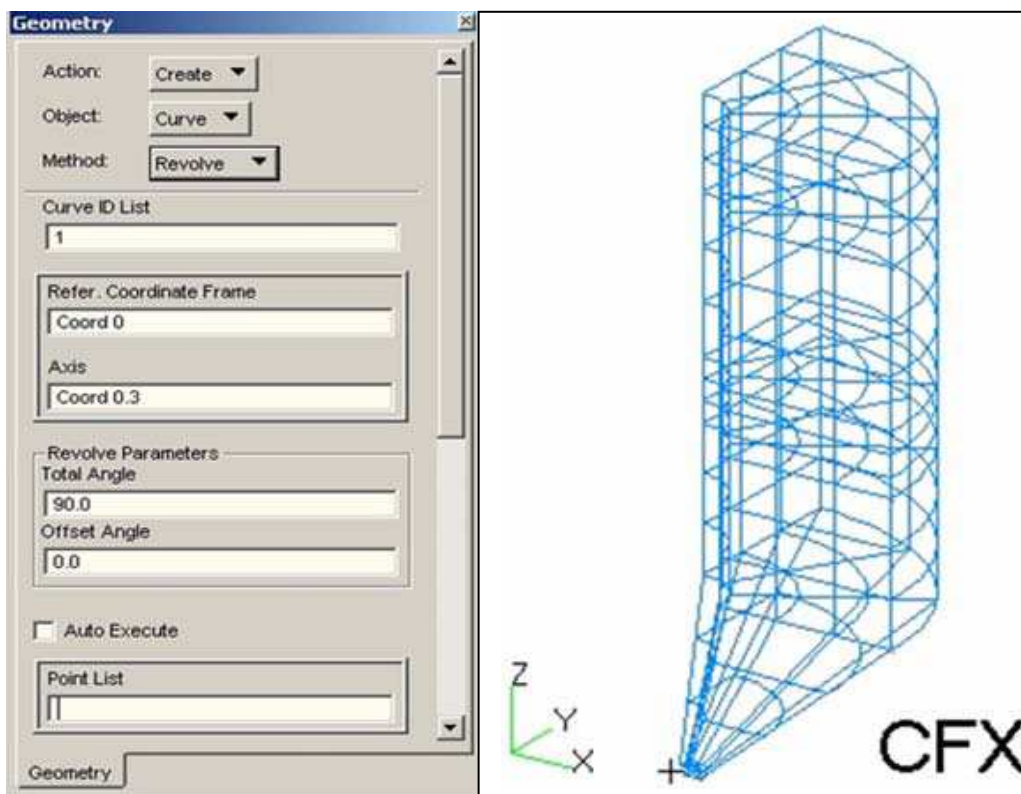 Geometry
Action: Create
Object: Curve
Method: Revolve
Curve ID List
1
Refer. Coordinate Frame
Coord 0
Axis
Coord 0.3
Revolve Parameters
Total Angle
90.0
Offset Angle
0.0
Auto Execute
Point List
Geometry
Z
Y
X
CFX